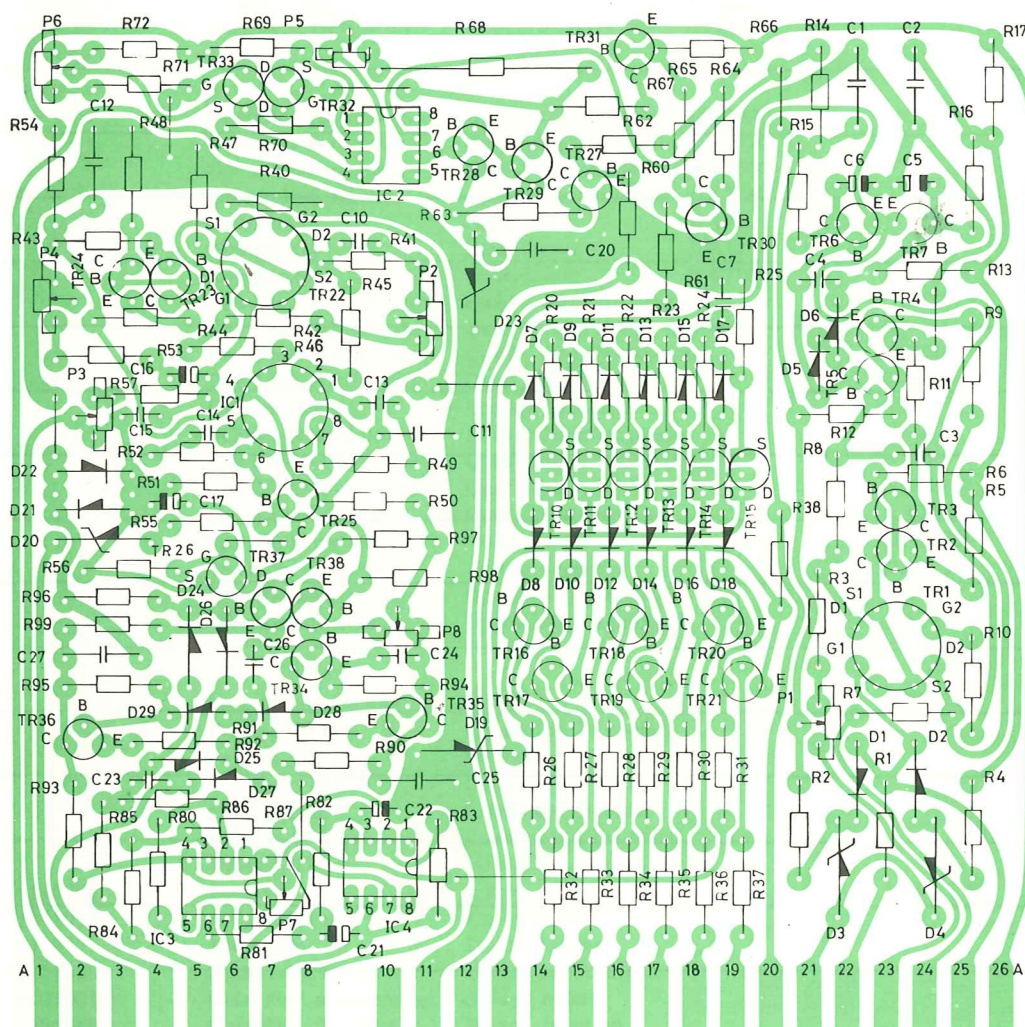 P6 R72 R69 P5 R68 E R66 R14 C1 C2 R17
R71 TR33 D S TR31 B R65 R64
G C R67
C12 S D G TR32 R16
R54 R48 1 8 B E R62 R15
R47 R70 2 7 B E TR27 R60
3 6 C B C6 C5
R40 4 5 TR28 C C E C
IC2 TR29
S1 G2 C10 R63 B C E E C
R43 D2 R41 TR30 TR6 TR7
P4 C E B C20 E C7 B B
TR24 B D1 S2 R45 P2 R61 R25 C4 R13
E C TR23 G1 TR22 D23 R20 R21 R22 R23 R24 TR4
R44 R42 D7 D9 D11 D13 D15 D17 D6 B R9
R53 R46 E
C16 3 2 D5 TR5 E
P3 R57 4 1 C13 C B R11
IC1
C15 C14 5 8 R12
R52 7 C11 R8 C3
D22 6 E R49 S S S S S S R6
R51 B R50 R5
D21 C17 C D D D D D D R38 B
R55 TR25 TR10 TR11 TR12 TR13 TR14 TR15 E C TR3
D20 TR26 G TR37 R97 C E TR2
R56 S D TR38 R98 D8 D10 D12 D14 D16 D18 R3 B TR1
D24 C E S1 G2
R96 D26 B B B B B D1
R99 E C P8 C E C E C E R10
C26 B B B B G1 D2
C27 C E C24 TR16 TR18 TR20
TR34 C E C E C E S2
R95 R94 TR17 TR19 TR21 P1 R7
TR36 B D29 D28 B TR35
C E R91 E C D19 D1 D2
R92 R90 R26 R27 R28 R29 R30 R31
D25 R2 R1 R4
R93 C23 D27 C25
R85 R80 R86 R87 R82 C22 R83
4 3 2 1 4 3 2 1
R32 R33 R34 R35 R36 R37
5 6 7 8 P7 5 6 7 8
R84 IC3 R81 C21 IC4 D3 D4
A 1 2 3 4 5 6 7 8 10 11 12 13 14 15 16 17 18 19 20 21 22 23 24 25 26 A